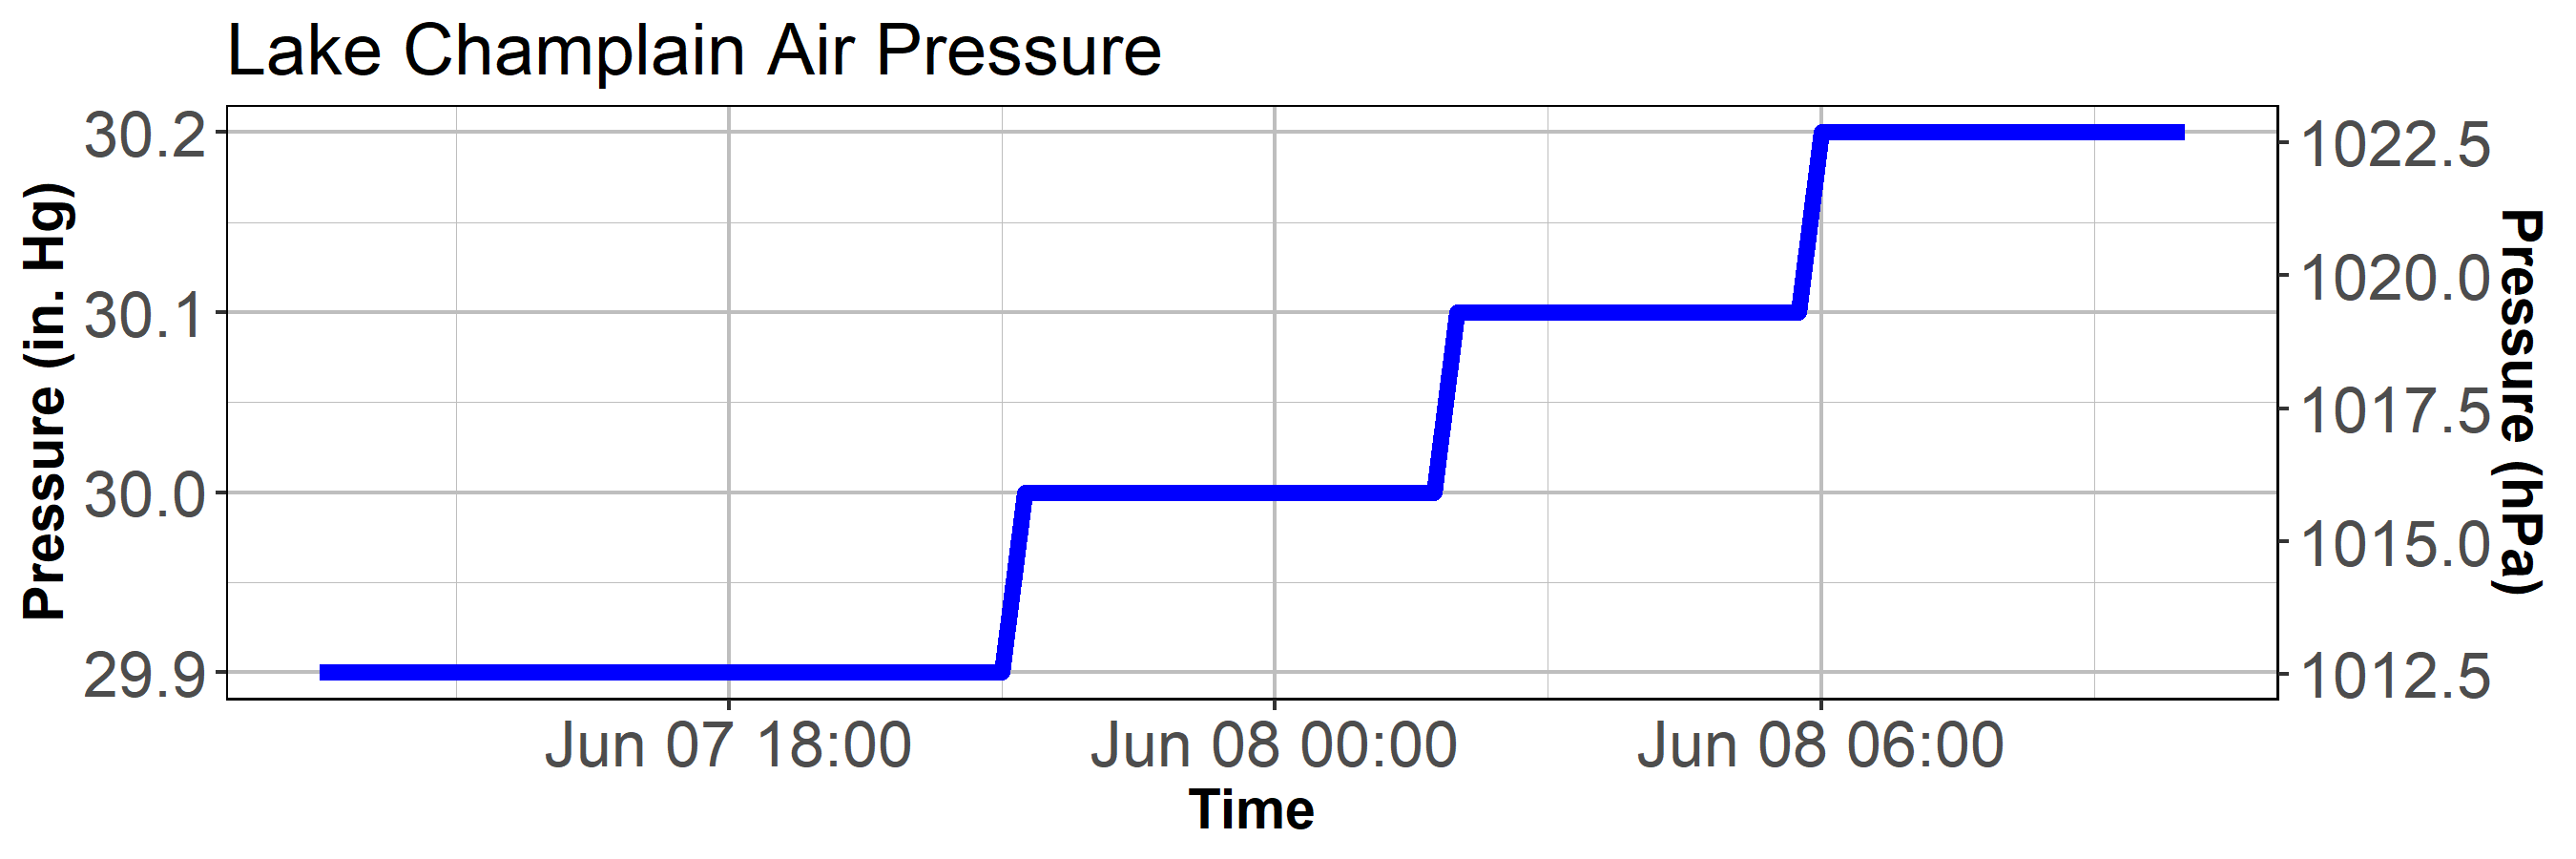 Lake Champlain Air Pressure
Pressure (in. Hg)
30.2
30.1
30.0
29.9
1022.5
1020.0
1017.5
1015.0
1012.5
Pressure (hPa)
Jun 07 18:00 Jun 08 00:00 Jun 08 06:00
Time